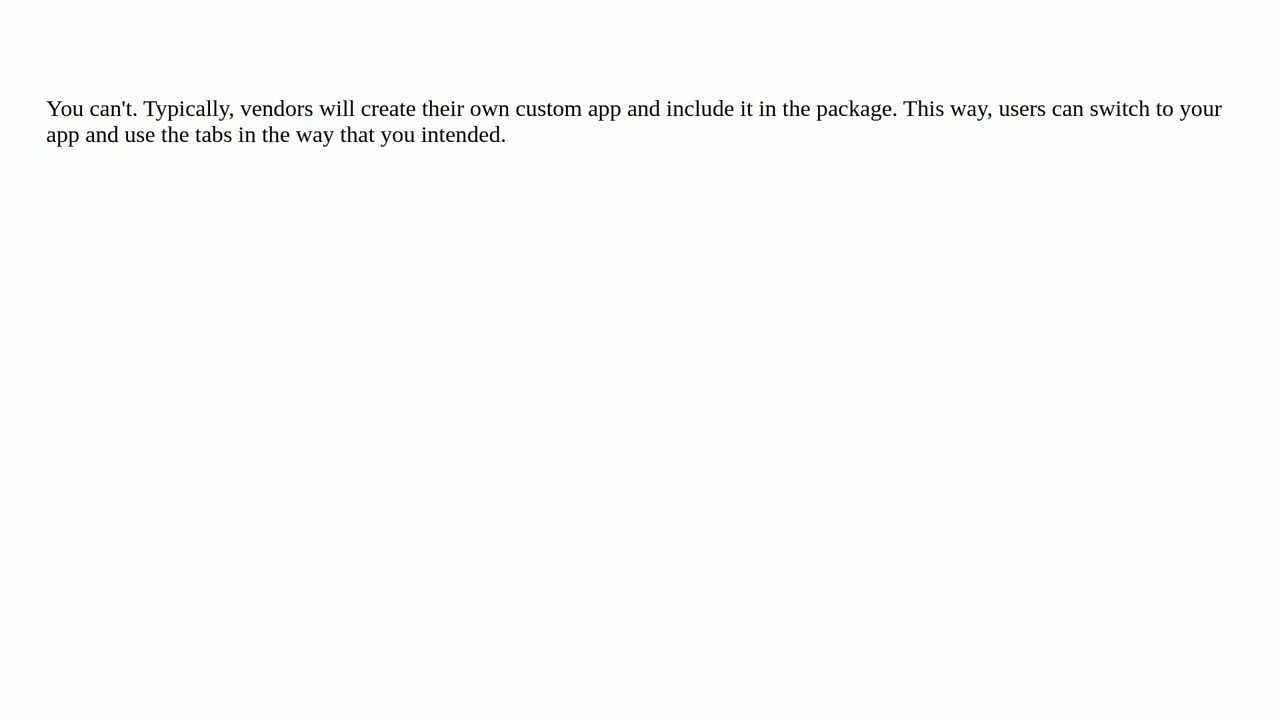 You can't. Typically, vendors will create their own custom app and include it in the package. This way, users can switch to your
app and use the tabs in the way that you intended.